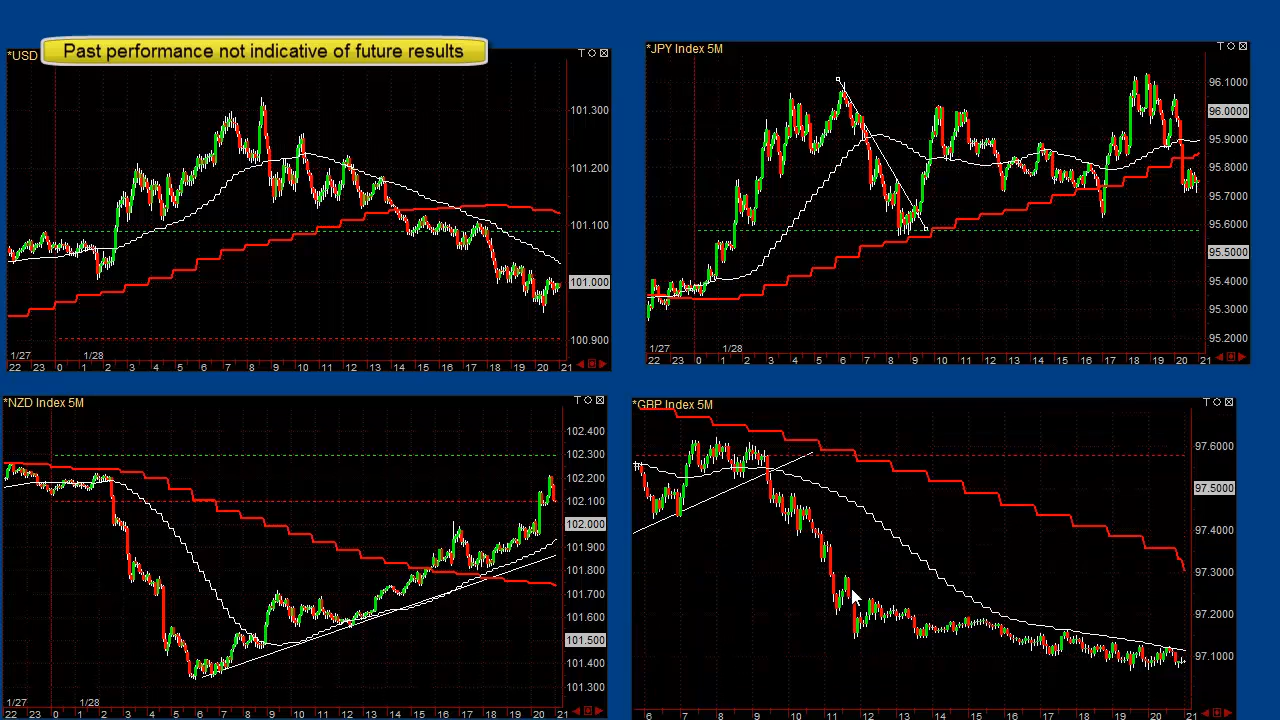 Past performance not indicative of future results
*USD
T
101.300
101.200
101.100
101.000
100.900
1/27 1/28
22 23 0 1 2 3 4 5 6 7 8 9 10 11 12 13 14 15 16 17 18 19 20 21
*JPY Index 5M
T
96.1000
96.0000
95.9000
95.8000
95.7000
95.6000
95.5000
95.4000
95.3000
95.2000
1/27 1/28
22 23 0 1 2 3 4 5 6 7 8 9 10 11 12 13 14 15 16 17 18 19 20 21
*NZD Index 5M
T
102.400
102.300
102.200
102.100
102.000
101.900
101.800
101.700
101.600
101.500
101.400
101.300
1/27 1/28
22 23 0 1 2 3 4 5 6 7 8 9 10 11 12 13 14 15 16 17 18 19 20 21
*GBP Index 5M
T
97.6000
97.5000
97.4000
97.3000
97.2000
97.1000
6 7 8 9 10 11 12 13 14 15 16 17 18 19 20 21